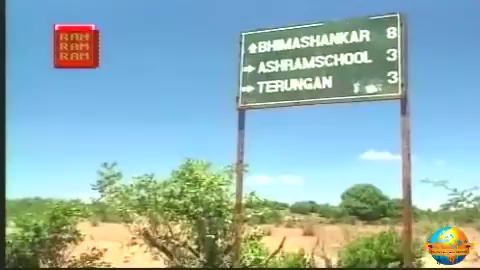 RAM
RAM
RAM
BHIMASHANKAR 8
ASHRAMSCHOOL 3
TERUNGAN 3